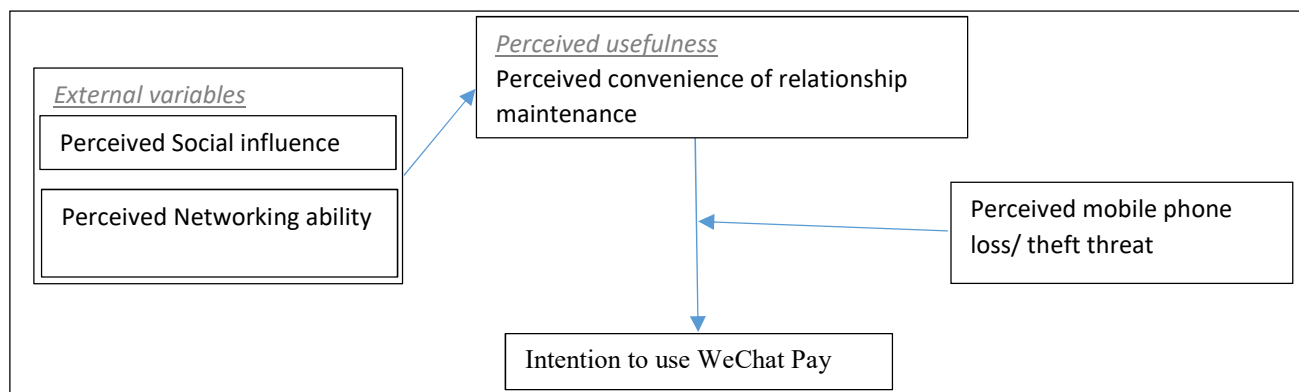 External variables
Perceived Social influence
Perceived Networking ability
Perceived usefulness
Perceived convenience of relationship
maintenance
Perceived mobile phone
loss/ theft threat
Intention to use WeChat Pay